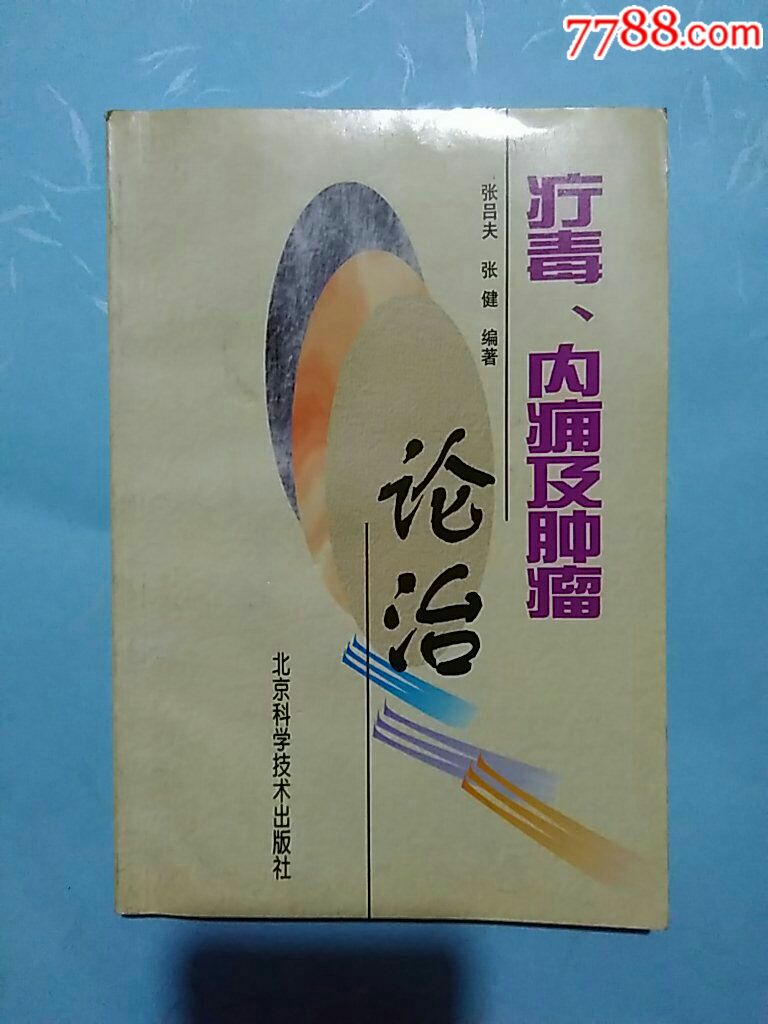 7788.com
疔毒、内痈及肿瘤
论治
张吕夫 张健 编著
北京科学技术出版社